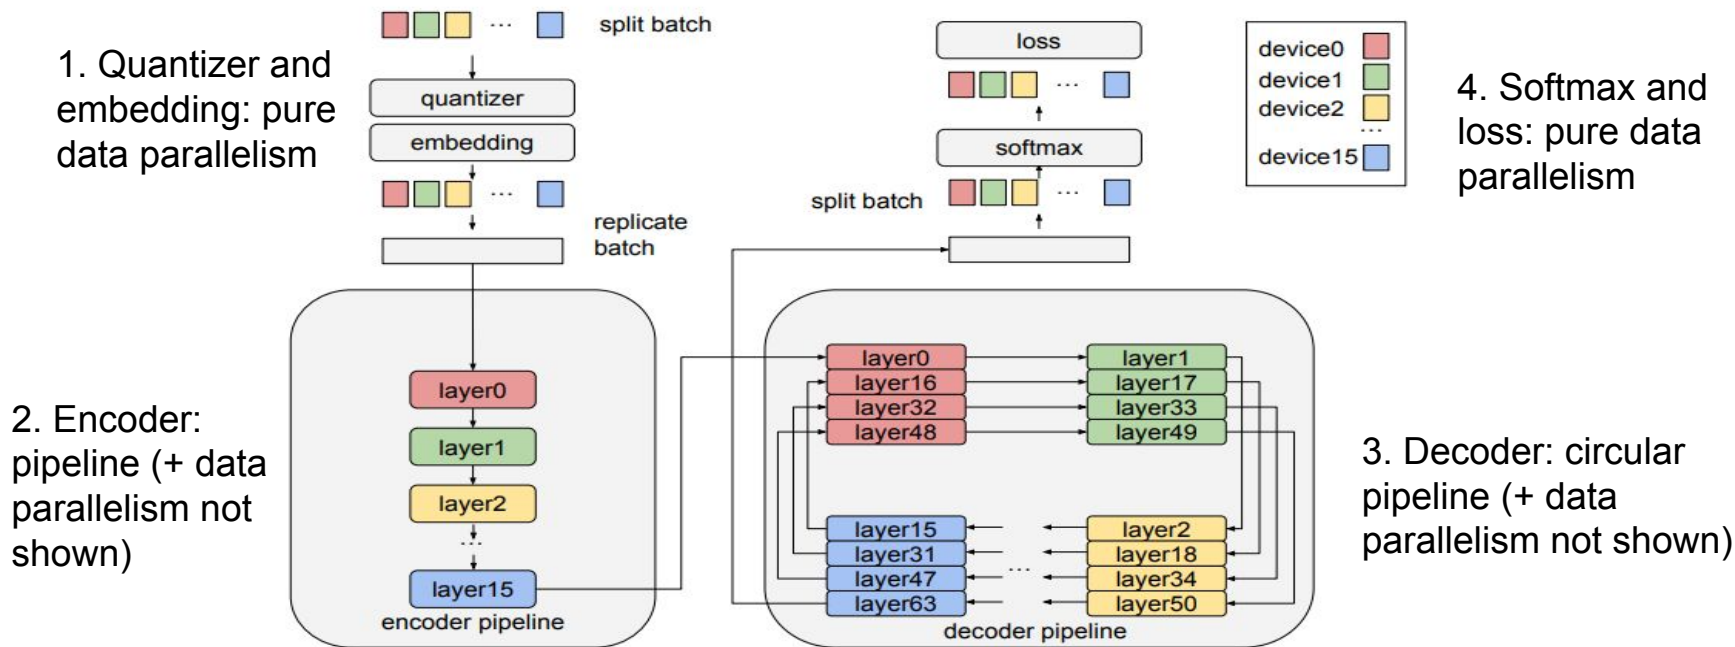 1. Quantizer and
embedding: pure
data parallelism
split batch
quantizer
embedding
...
replicate
batch
2. Encoder:
pipeline (+ data
parallelism not
shown)
layer0
layer1
layer2
...
layer15
encoder pipeline
loss
...
softmax
split batch
...
device0
device1
device2
...
device15
4. Softmax and
loss: pure data
parallelism
layer0
layer16
layer32
layer48
layer1
layer17
layer33
layer49
layer15
layer31
layer47
layer63
...
layer2
layer18
layer34
layer50
decoder pipeline
3. Decoder: circular
pipeline (+ data
parallelism not shown)